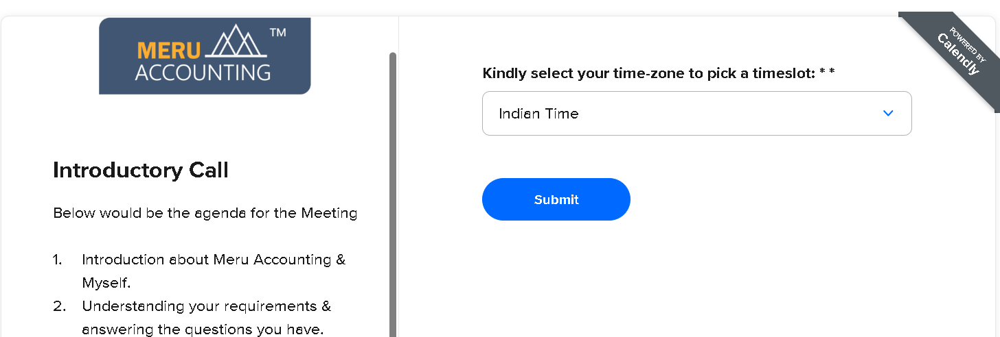 MERU
TM
ACCOUNTING
Introductory Call
Below would be the agenda for the Meeting
1. Introduction about Meru Accounting &
Myself.
2. Understanding your requirements &
answering the questions you have.
Kindly select your time-zone to pick a timeslot: * *
Indian Time
Submit
POWERED BY
Calendly